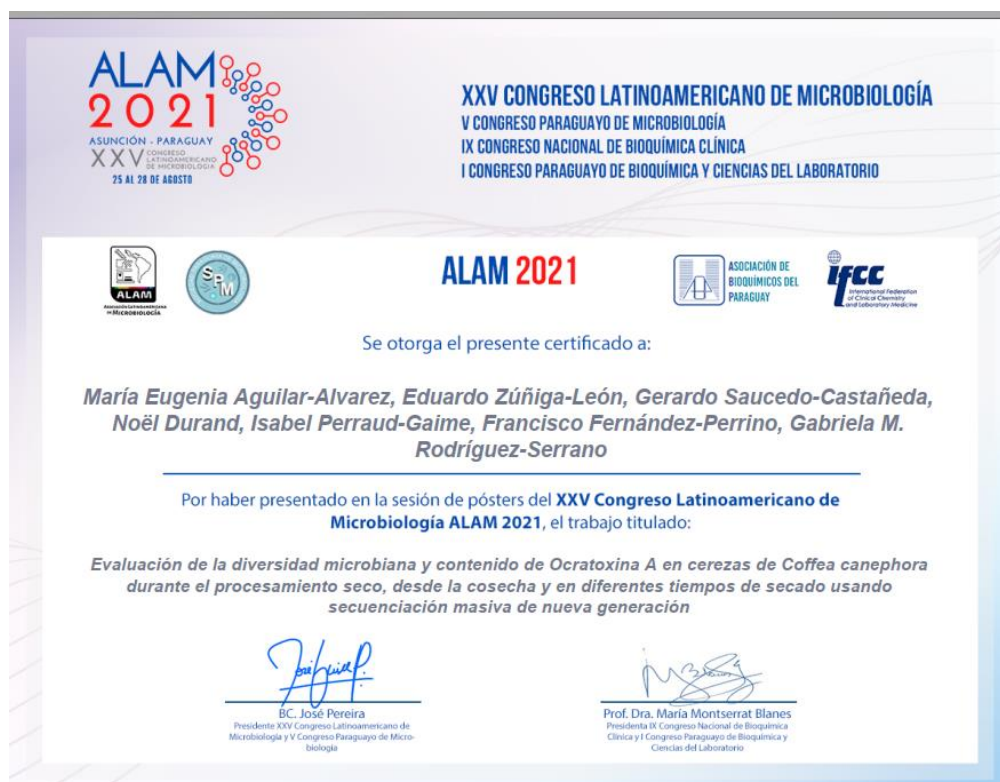 ALAM
2021
ASUNCIÓN - PARAGUAY
XXV CONGRESO
LATINOAMERICANO
DE MICROBIOLOGÍA
25 AL 28 DE AGOSTO
XXV CONGRESO LATINOAMERICANO DE MICROBIOLOGÍA
V CONGRESO PARAGUAYO DE MICROBIOLOGÍA
IX CONGRESO NACIONAL DE BIOQUÍMICA CLÍNICA
I CONGRESO PARAGUAYO DE BIOQUÍMICA Y CIENCIAS DEL LABORATORIO
ALAM
Asociación Latinoamericana
de Microbiología
SPM
ALAM 2021
ASOCIACIÓN DE
BIOQUÍMICOS DEL
PARAGUAY
IFCC
International Federation
of Clinical Chemistry
and Laboratory Medicine
Se otorga el presente certificado a:
María Eugenia Aguilar-Alvarez, Eduardo Zúñiga-León, Gerardo Saucedo-Castañeda,
Noël Durand, Isabel Perraud-Gaime, Francisco Fernández-Perrino, Gabriela M.
Rodríguez-Serrano
Por haber presentado en la sesión de pósters del XXV Congreso Latinoamericano de
Microbiología ALAM 2021, el trabajo titulado:
Evaluación de la diversidad microbiana y contenido de Ocratoxina A en cerezas de Coffea canephora
durante el procesamiento seco, desde la cosecha y en diferentes tiempos de secado usando
secuenciación masiva de nueva generación
BC. José Pereira
Presidente XXV Congreso Latinoamericano de
Microbiología y V Congreso Paraguayo de Micro-
biología
Prof. Dra. María Montserrat Blanes
Presidenta IX Congreso Nacional de Bioquímica
Clínica y I Congreso Paraguayo de Bioquímica y
Ciencias del Laboratorio